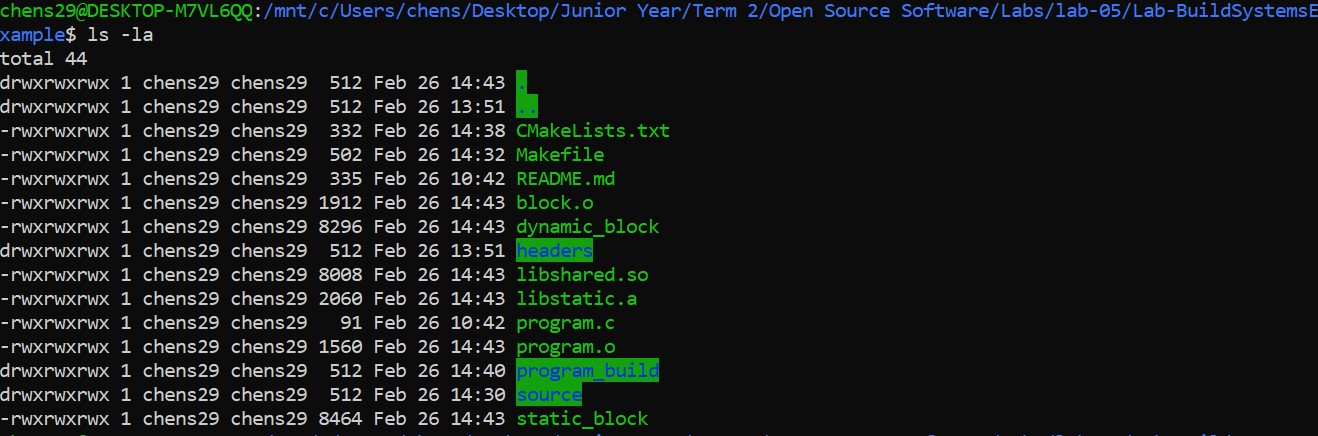 chens29@DESKTOP-M7VL6QQ:/mnt/c/Users/chens/Desktop/Junior Year/Term 2/Open Source Software/Labs/lab-05/Lab-BuildSystemsE
xample$ ls -la
total 44
drwxrwxrwx 1 chens29 chens29  512 Feb 26 14:43 .
drwxrwxrwx 1 chens29 chens29  512 Feb 26 13:51 ..
-rwxrwxrwx 1 chens29 chens29  332 Feb 26 14:38 CMakeLists.txt
-rwxrwxrwx 1 chens29 chens29  502 Feb 26 14:32 Makefile
-rwxrwxrwx 1 chens29 chens29  335 Feb 26 10:42 README.md
-rwxrwxrwx 1 chens29 chens29 1912 Feb 26 14:43 block.o
-rwxrwxrwx 1 chens29 chens29 8296 Feb 26 14:43 dynamic_block
drwxrwxrwx 1 chens29 chens29  512 Feb 26 13:51 headers
-rwxrwxrwx 1 chens29 chens29 8008 Feb 26 14:43 libshared.so
-rwxrwxrwx 1 chens29 chens29 2060 Feb 26 14:43 libstatic.a
-rwxrwxrwx 1 chens29 chens29   91 Feb 26 10:42 program.c
-rwxrwxrwx 1 chens29 chens29 1560 Feb 26 14:43 program.o
drwxrwxrwx 1 chens29 chens29  512 Feb 26 14:40 program_build
drwxrwxrwx 1 chens29 chens29  512 Feb 26 14:30 source
-rwxrwxrwx 1 chens29 chens29 8464 Feb 26 14:43 static_block